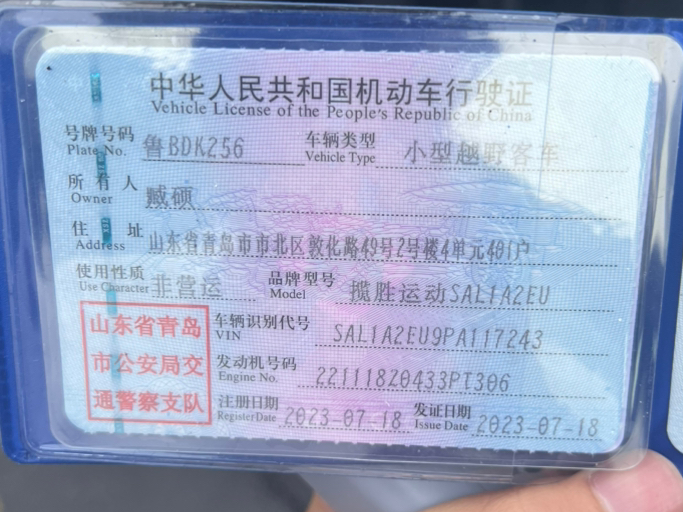 中华人民共和国机动车行驶证
Vehicle License of the People's Republic of China
号牌号码 Plate No. 鲁BDK256 车辆类型 Vehicle Type 小型越野客车
所有人 Owner 臧硕
住址 Address 山东省青岛市市北区敦化路49号2号楼4单元401户
使用性质 Use Character 非营运 品牌型号 Model 揽胜运动SAL1A2EU
山东省青岛
市公安局交
通警察支队
车辆识别代号 VIN SAL1A2EU9PA117243
发动机号码 Engine No. 221118Z0433PT306
注册日期 Register Date 2023-07-18 发证日期 Issue Date 2023-07-18